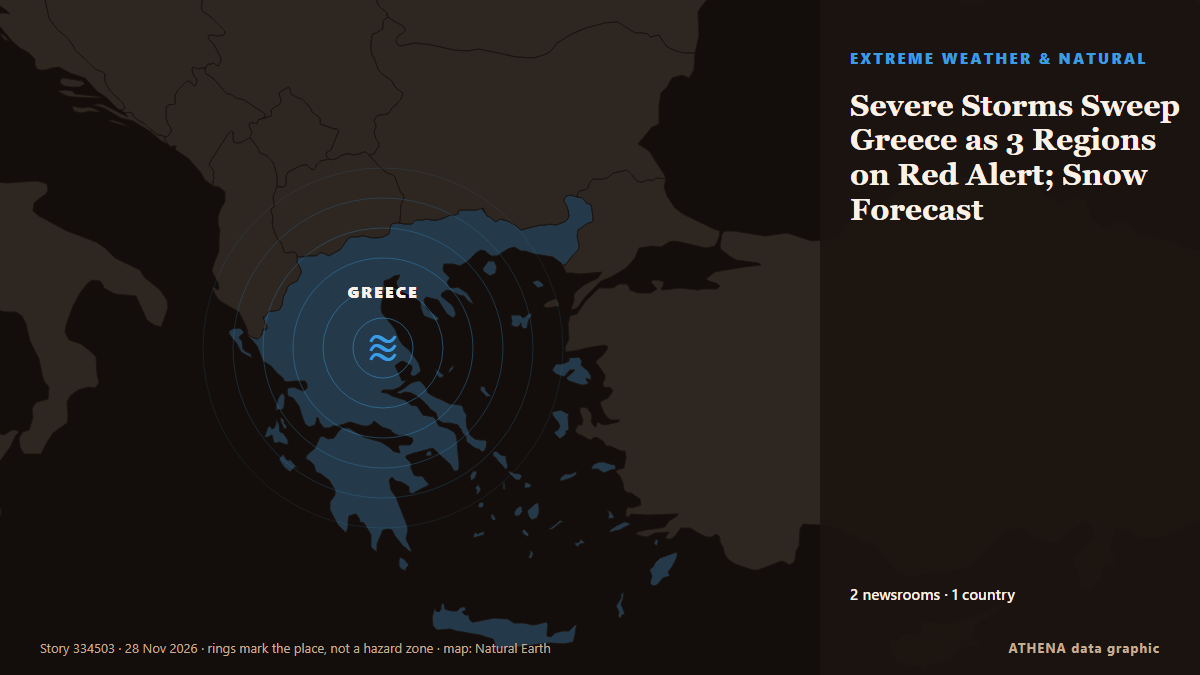 EXTREME WEATHER & NATURAL
Severe Storms Sweep
Greece as 3 Regions
on Red Alert; Snow
Forecast
GREECE
2 newsrooms · 1 country
Story 334503 · 28 Nov 2026 · rings mark the place, not a hazard zone · map: Natural Earth
ATHENA data graphic